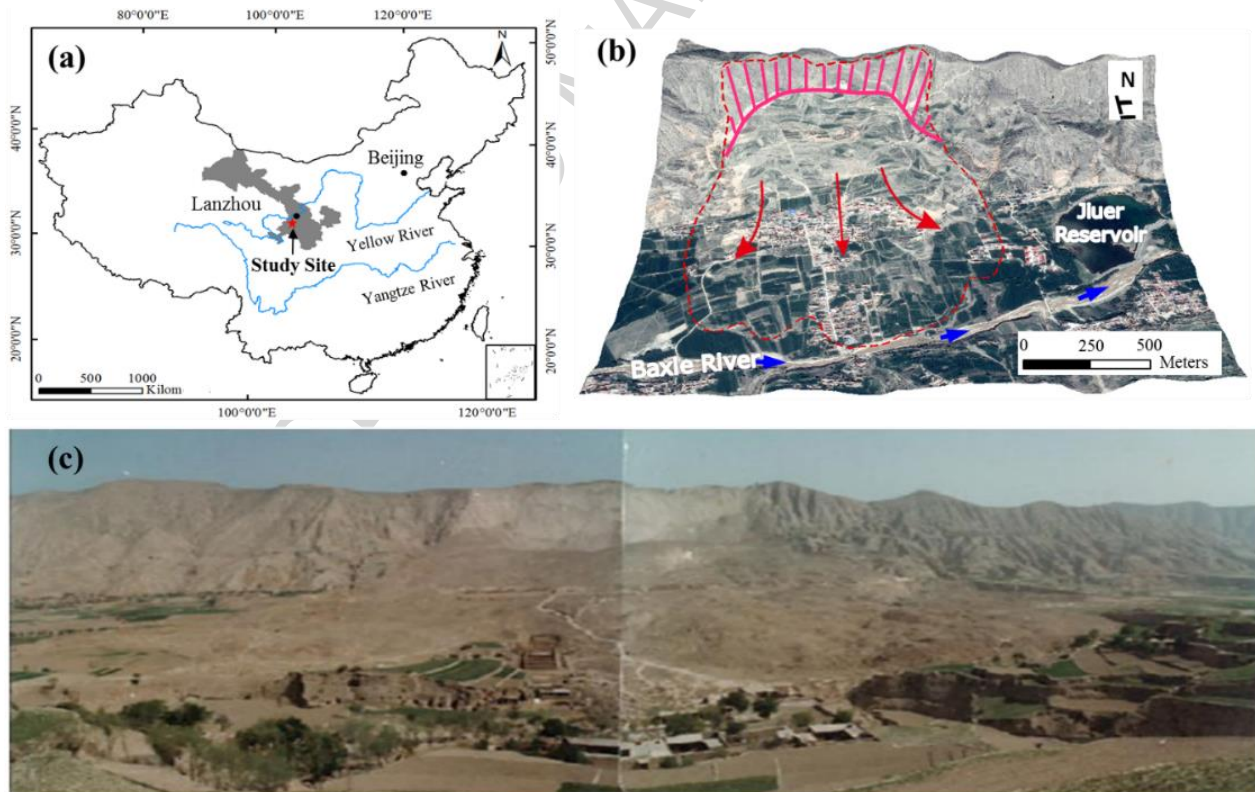 (a)
80°0'0"E 100°0'0"E 120°0'0"E
N
50°0'0"N
40°0'0"N
40°0'0"N
30°0'0"N
30°0'0"N
20°0'0"N
20°0'0"N
Beijing
Lanzhou
Yellow River
Study Site
Yangtze River
0 500 1000
Kilom
100°0'0"E 120°0'0"E
(b)
N
Jiuer
Reservoir
Baxie River
0 250 500
Meters
(c)